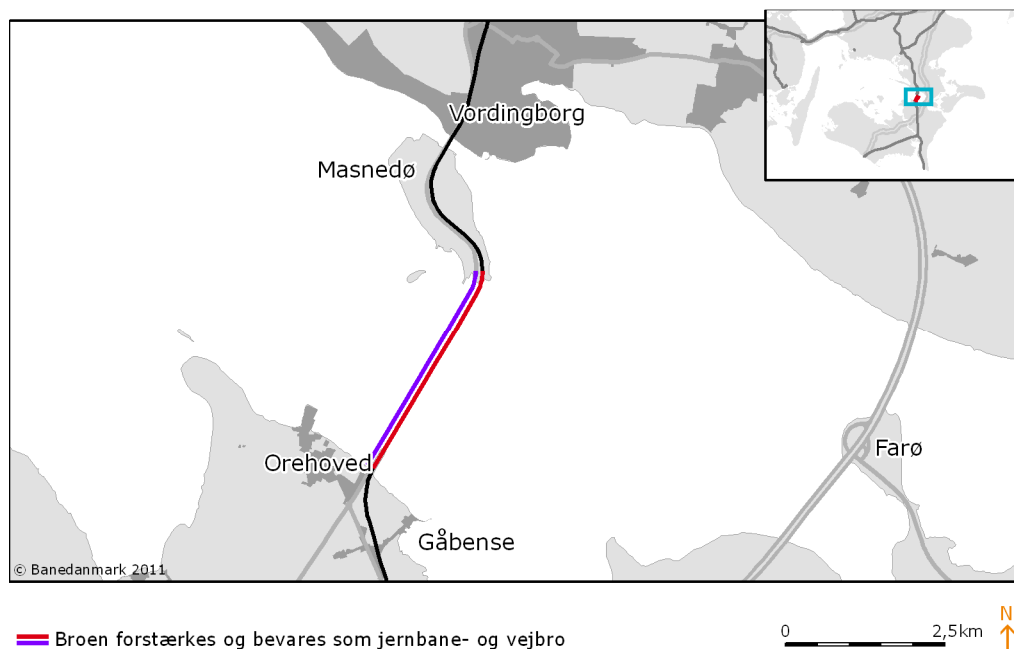 Vordingborg
Masnedø
Orehoved
Farø
Gåbense
© Banedanmark 2011
Broen forstærkes og bevares som jernbane- og vejbro
0 2,5km
N